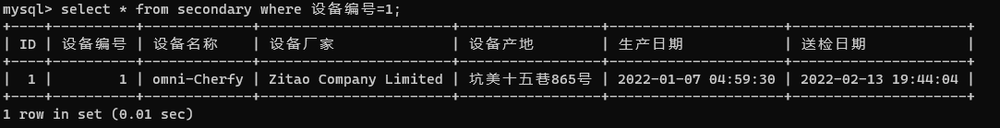 mysql> select * from secondary where 设备编号=1;
+----+----------+-------------+-----------------------+----------------+---------------------+---------------------+
| ID | 设备编号 | 设备名称 | 设备厂家 | 设备产地 | 生产日期 | 送检日期 |
+----+----------+-------------+-----------------------+----------------+---------------------+---------------------+
| 1 | 1 | omni-Cherfy | Zitao Company Limited | 坑美十五巷865号 | 2022-01-07 04:59:30 | 2022-02-13 19:44:04 |
+----+----------+-------------+-----------------------+----------------+---------------------+---------------------+
1 row in set (0.01 sec)